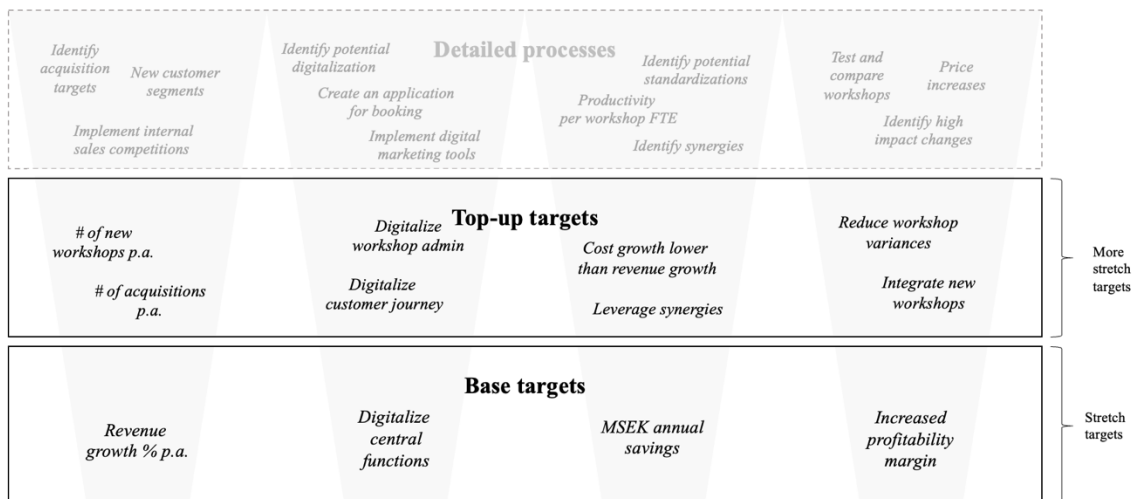 Detailed processes
Identify
acquisition
targets
New customer
segments
Implement internal
sales competitions
Identify potential
digitalization
Create an application
for booking
Implement digital
marketing tools
Identify potential
standardizations
Productivity
per workshop FTE
Identify synergies
Test and
compare
workshops
Price
increases
Identify high
impact changes
Top-up targets
# of new
workshops p.a.
# of acquisitions
p.a.
Digitalize
workshop admin
Digitalize
customer journey
Cost growth lower
than revenue growth
Leverage synergies
Reduce workshop
variances
Integrate new
workshops
More
stretch
targets
Base targets
Revenue
growth % p.a.
Digitalize
central
functions
MSEK annual
savings
Increased
profitability
margin
Stretch
targets